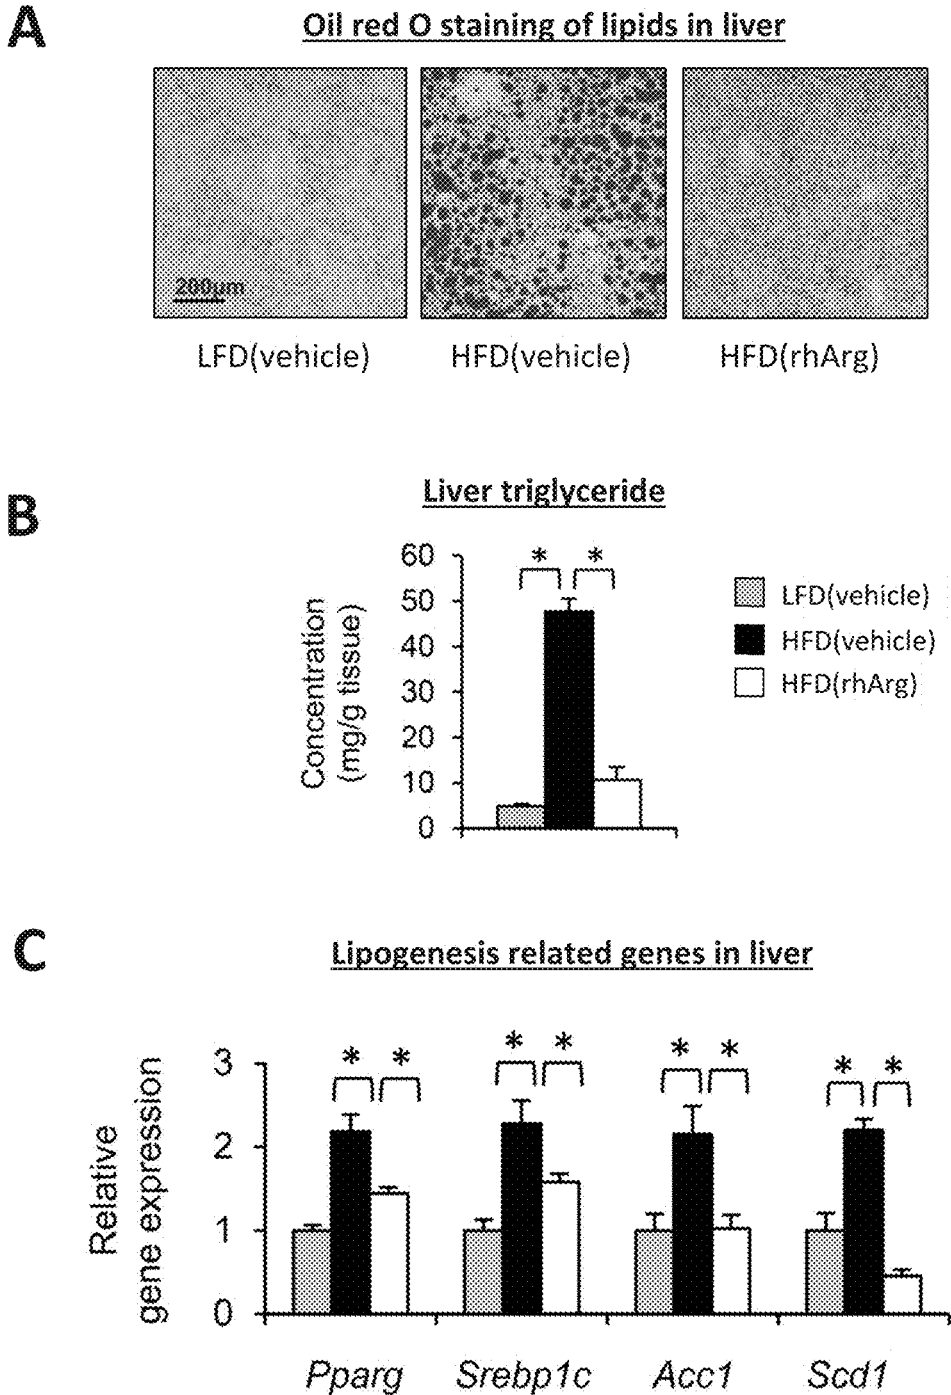 A
Oil red O staining of lipids in liver
200µm
LFD(vehicle)
HFD(vehicle)
HFD(rhArg)
B
Liver triglyceride
Concentration
(mg/g tissue)
60
50
40
30
20
10
0
* *
LFD(vehicle)
HFD(vehicle)
HFD(rhArg)
C
Lipogenesis related genes in liver
Relative
gene expression
3
2
1
0
* * * * * * * *
Pparg
Srebp1c
Acc1
Scd1